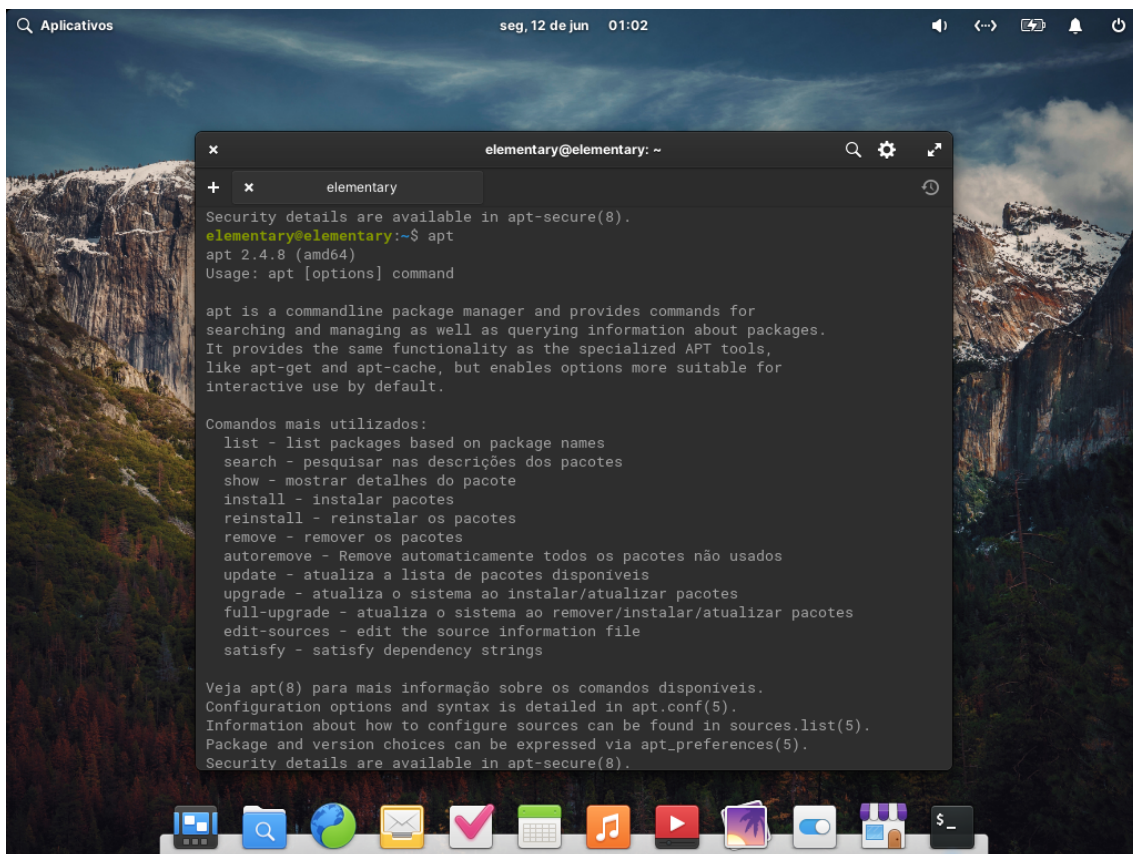 Aplicativos
seg, 12 de jun 01:02
elementary@elementary: ~
elementary
Security details are available in apt-secure(8).
elementary@elementary:~$ apt
apt 2.4.8 (amd64)
Usage: apt [options] command
apt is a commandline package manager and provides commands for
searching and managing as well as querying information about packages.
It provides the same functionality as the specialized APT tools,
like apt-get and apt-cache, but enables options more suitable for
interactive use by default.
Comandos mais utilizados:
list - list packages based on package names
search - pesquisar nas descrições dos pacotes
show - mostrar detalhes do pacote
install - instalar pacotes
reinstall - reinstalar os pacotes
remove - remover os pacotes
autoremove - Remove automaticamente todos os pacotes não usados
update - atualiza a lista de pacotes disponíveis
upgrade - atualiza o sistema ao instalar/atualizar pacotes
full-upgrade - atualiza o sistema ao remover/instalar/atualizar pacotes
edit-sources - edit the source information file
satisfy - satisfy dependency strings
Veja apt(8) para mais informação sobre os comandos disponíveis.
Configuration options and syntax is detailed in apt.conf(5).
Information about how to configure sources can be found in sources.list(5).
Package and version choices can be expressed via apt_preferences(5).
Security details are available in apt-secure(8).
$_